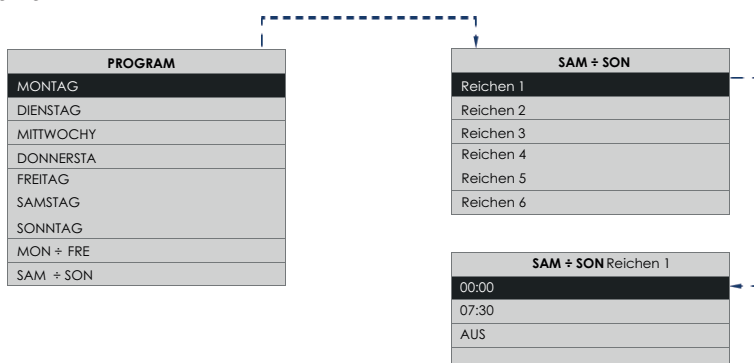 PROGRAM
MONTAG
DIENSTAG
MITTWOCHY
DONNERSTA
FREITAG
SAMSTAG
SONNTAG
MON ÷ FRE
SAM ÷ SON
SAM ÷ SON
Reichen 1
Reichen 2
Reichen 3
Reichen 4
Reichen 5
Reichen 6
SAM ÷ SON Reichen 1
00:00
07:30
AUS